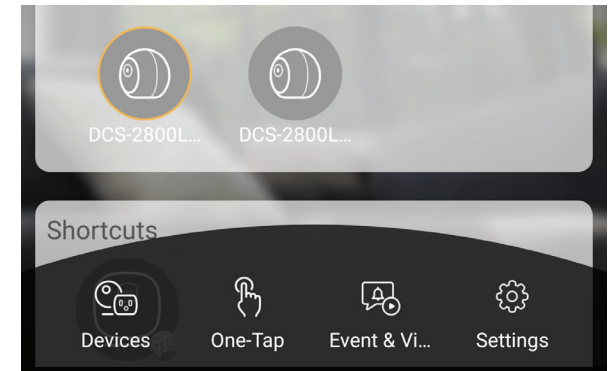 DCS-2800L... DCS-2800L...
Shortcuts
Devices One-Tap Event & Vi... Settings